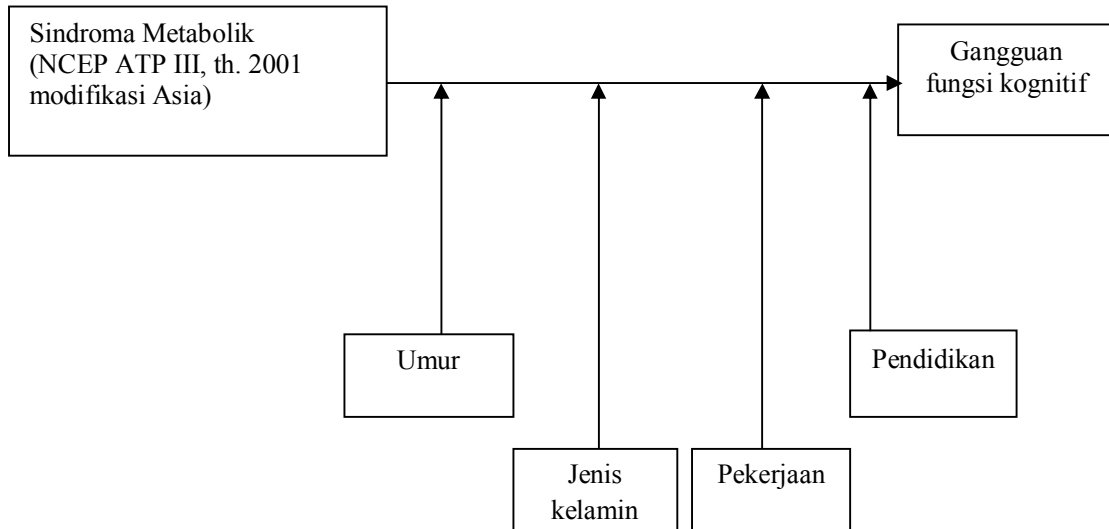 Sindroma Metabolik
(NCEP ATP III, th. 2001
modifikasi Asia)
Gangguan
fungsi kognitif
Umur
Pendidikan
Jenis
kelamin
Pekerjaan